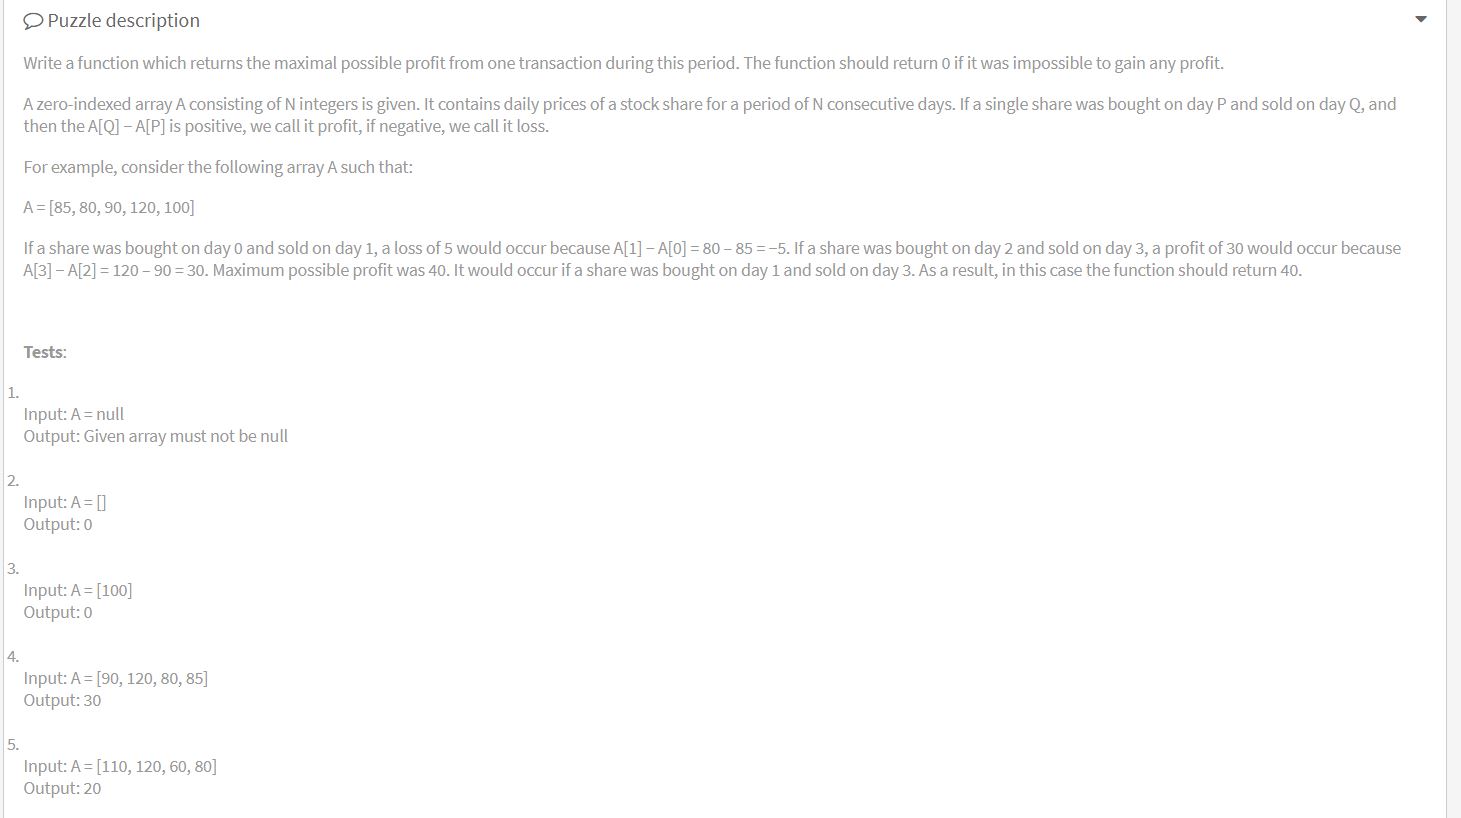 Puzzle description
Write a function which returns the maximal possible profit from one transaction during this period. The function should return 0 if it was impossible to gain any profit.
A zero-indexed array A consisting of N integers is given. It contains daily prices of a stock share for a period of N consecutive days. If a single share was bought on day P and sold on day Q, and
then the A[Q] − A[P] is positive, we call it profit, if negative, we call it loss.
For example, consider the following array A such that:
A = [85, 80, 90, 120, 100]
If a share was bought on day 0 and sold on day 1, a loss of 5 would occur because A[1] − A[0] = 80 – 85 = −5. If a share was bought on day 2 and sold on day 3, a profit of 30 would occur because
A[3] − A[2] = 120 – 90 = 30. Maximum possible profit was 40. It would occur if a share was bought on day 1 and sold on day 3. As a result, in this case the function should return 40.
Tests:
1.
Input: A = null
Output: Given array must not be null
2.
Input: A = []
Output: 0
3.
Input: A = [100]
Output: 0
4.
Input: A = [90, 120, 80, 85]
Output: 30
5.
Input: A = [110, 120, 60, 80]
Output: 20